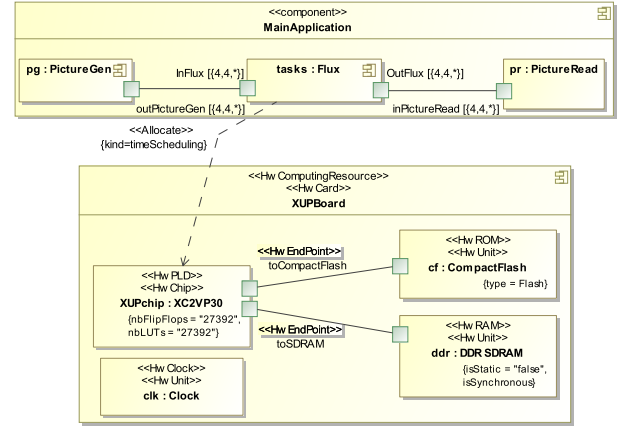 <<component>>
MainApplication
pg : PictureGen
InFlux [{4,4,*}]
tasks : Flux
OutFlux [{4,4,*}]
pr : PictureRead
outPictureGen [{4,4,*}]
inPictureRead [{4,4,*}]
<<Allocate>>
{kind=timeScheduling}
<<Hw ComputingResource>>
<<Hw Card>>
XUPBoard
<<Hw PLD>>
<<Hw Chip>>
XUPchip : XC2VP30
{nbFlipFlops = "27392",
nbLUTs = "27392"}
<<Hw EndPoint>>
toCompactFlash
<<Hw ROM>>
<<Hw Unit>>
cf : CompactFlash
{type = Flash}
<<Hw EndPoint>>
toSDRAM
<<Hw RAM>>
<<Hw Unit>>
ddr : DDR SDRAM
{isStatic = "false",
isSynchronous}
<<Hw Clock>>
<<Hw Unit>>
clk : Clock